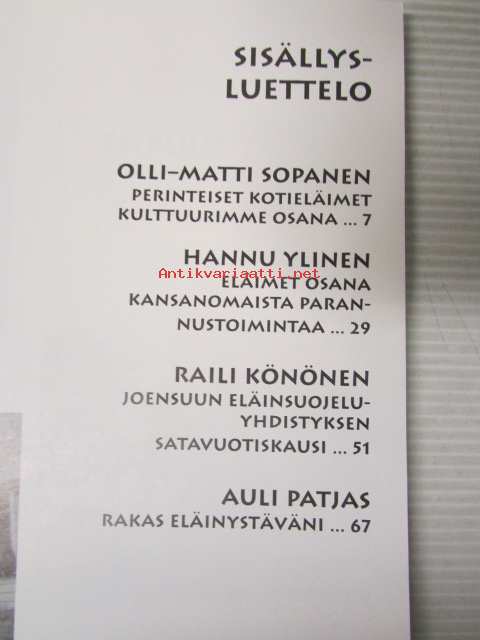 SISÄLLYS-
LUETTELO
OLLI–MATTI SOPANEN
PERINTEISET KOTIELÄIMET
KULTTUURIMME OSANA ... 7
HANNU YLINEN
Antikvariaatti.net
ELÄIMET OSANA
KANSANOMAISTA PARAN-
NUSTOIMINTAA ... 29
RAILI KÖNÖNEN
JOENSUUN ELÄINSUOJELU-
YHDISTYKSEN
SATAVUOTISKAUSI ... 51
AULI PATJAS
RAKAS ELÄINYSTÄVÄNI ... 67